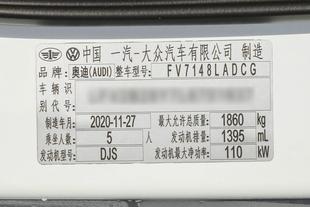 中国 一汽-大众汽车有限公司 制造
品牌 奥迪(AUDI) 整车型号 FV7148LADCG
车辆识别
制造年月 2020-11-27 最大允许总质量 1860 kg
乘坐人数 5 人 发动机排量 1395 mL
发动机型号 DJS 发动机最大净功率 110 kW